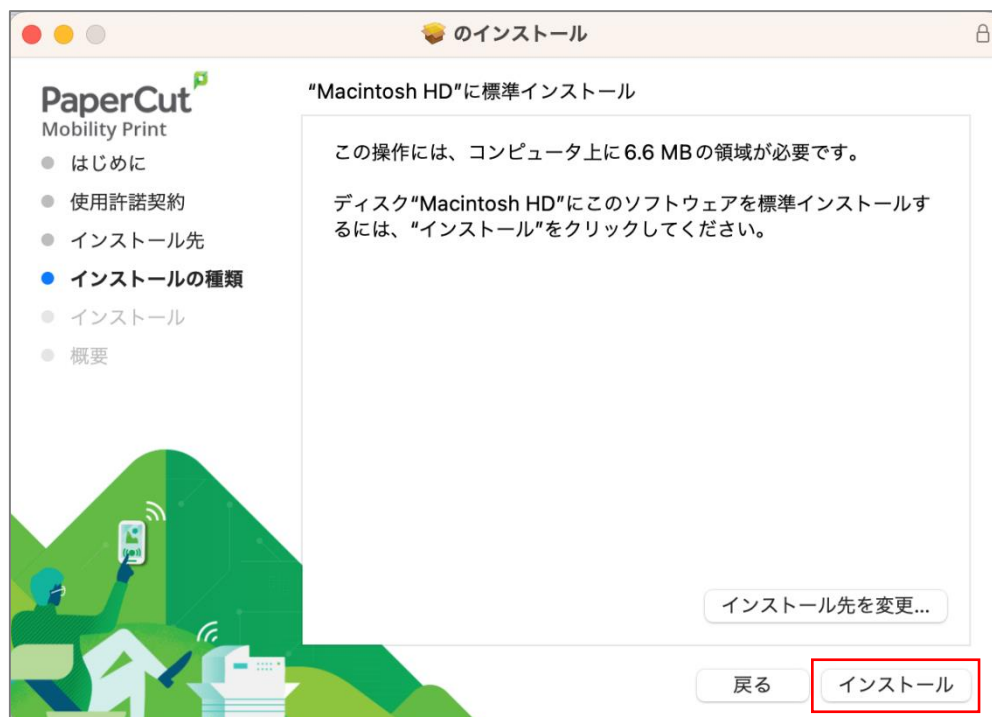 のインストール
PaperCut
Mobility Print
はじめに
使用許諾契約
インストール先
インストールの種類
インストール
概要
“Macintosh HD”に標準インストール
この操作には、コンピュータ上に6.6 MBの領域が必要です。
ディスク“Macintosh HD”にこのソフトウェアを標準インストールす
るには、“インストール”をクリックしてください。
インストール先を変更...
戻る
インストール